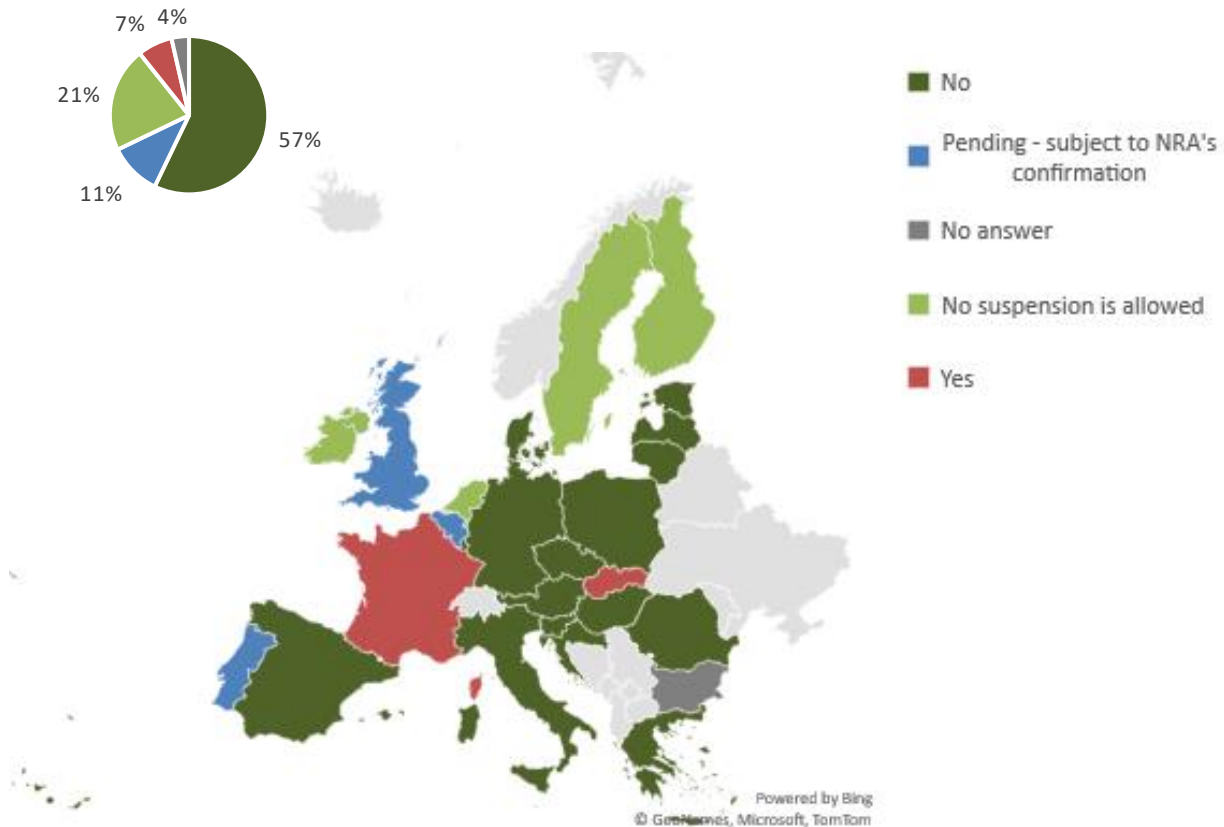 7%
4%
21%
57%
11%
No
Pending - subject to NRA's
confirmation
No answer
No suspension is allowed
Yes
Powered by Bing
© GeoNames, Microsoft, TomTom